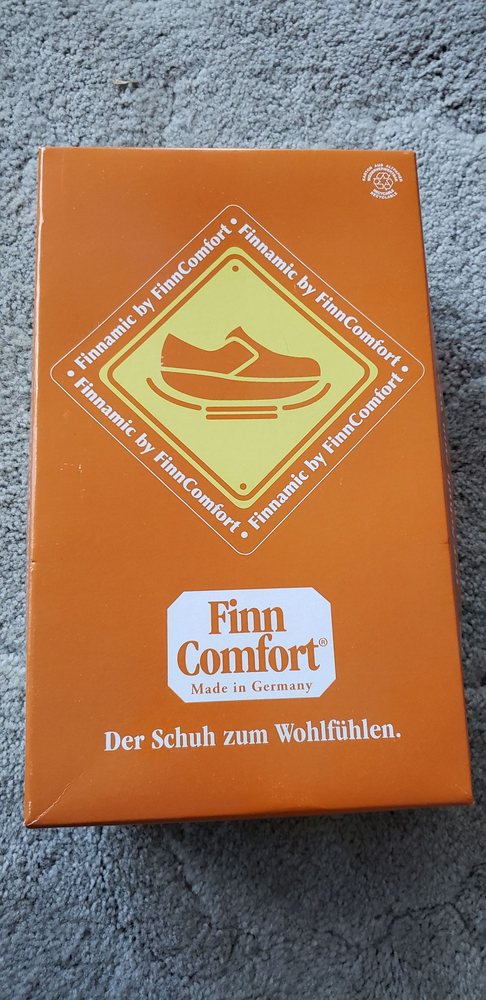 Finnamic by FinnComfort
Finnamic by FinnComfort
Finnamic by FinnComfort
Finnamic by FinnComfort
Finn
Comfort®
Made in Germany
Der Schuh zum Wohlfühlen.